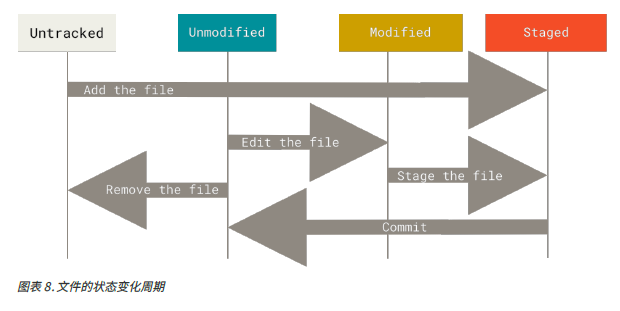 Untracked
Unmodified
Modified
Staged
Add the file
Edit the file
Stage the file
Remove the file
Commit
图表 8. 文件的状态变化周期